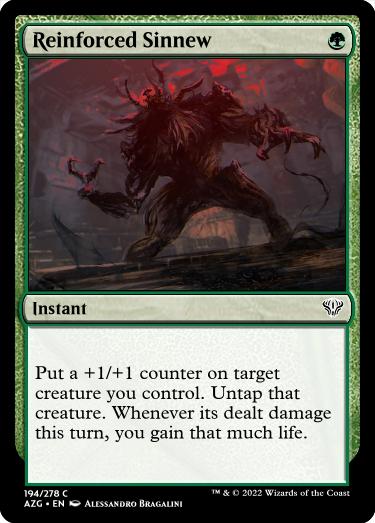 Reinforced Sinnew
Instant
Put a +1/+1 counter on target
creature you control. Untap that
creature. Whenever its dealt damage
this turn, you gain that much life.
194/278 C
AZG • EN Alessandro Bragalini
™ & © 2022 Wizards of the Coast